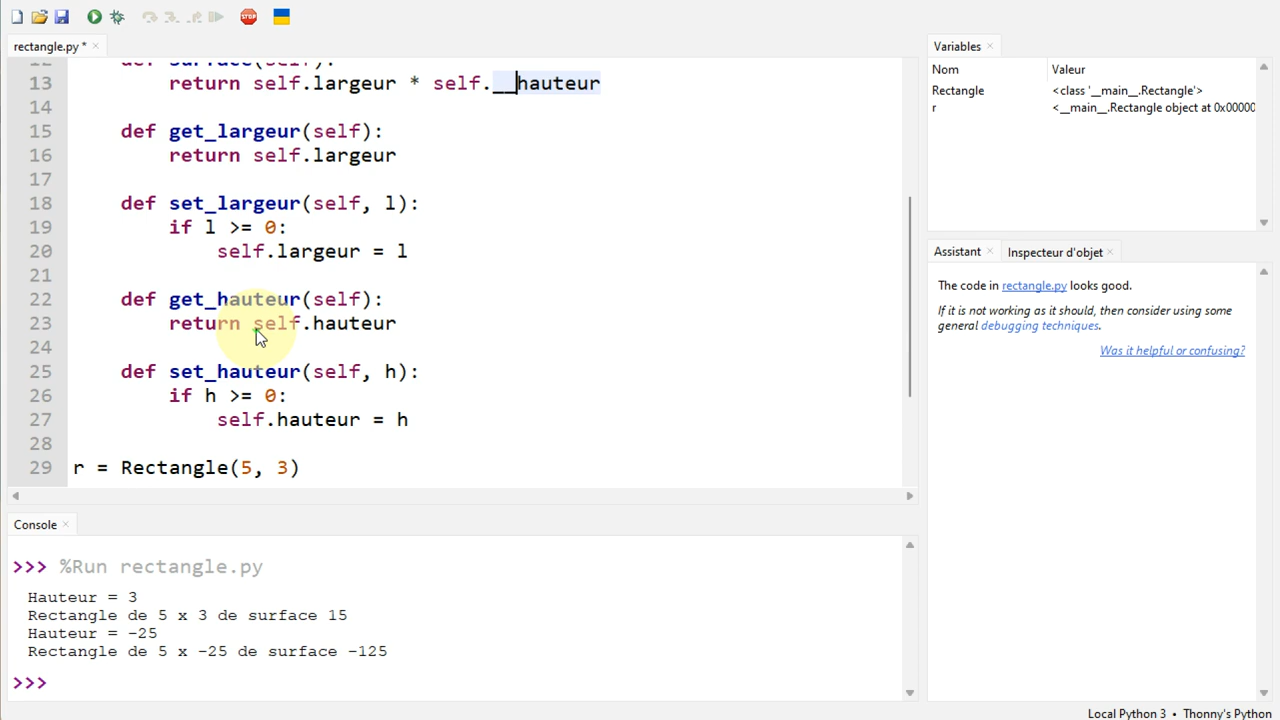 STOP
rectangle.py *
12 def surface(self):
13 return self.largeur * self.__hauteur
14
15 def get_largeur(self):
16 return self.largeur
17
18 def set_largeur(self, l):
19 if l >= 0:
20 self.largeur = l
21
22 def get_hauteur(self):
23 return self.hauteur
24
25 def set_hauteur(self, h):
26 if h >= 0:
27 self.hauteur = h
28
29 r = Rectangle(5, 3)
Console
>>> %Run rectangle.py
Hauteur = 3
Rectangle de 5 x 3 de surface 15
Hauteur = -25
Rectangle de 5 x -25 de surface -125
>>>
Variables
Nom Valeur
Rectangle <class '__main__.Rectangle'>
r <__main__.Rectangle object at 0x00000
Assistant Inspecteur d'objet
The code in rectangle.py looks good.
If it is not working as it should, then consider using some
general debugging techniques.
Was it helpful or confusing?
Local Python 3 • Thonny's Python